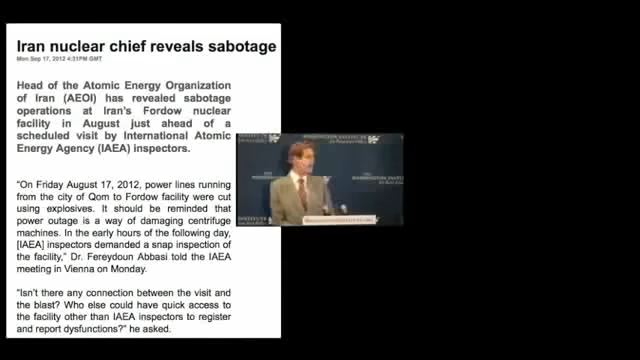 Iran nuclear chief reveals sabotage
Mon Sep 17, 2012 4:31PM GMT
Head of the Atomic Energy Organization
of Iran (AEOI) has revealed sabotage
operations at Iran's Fordow nuclear
facility in August just ahead of a
scheduled visit by International Atomic
Energy Agency (IAEA) inspectors.
“On Friday August 17, 2012, power lines running
from the city of Qom to Fordow facility were cut
using explosives. It should be reminded that
power outage is a way of damaging centrifuge
machines. In the early hours of the following day,
[IAEA] inspectors demanded a snap inspection of
the facility,” Dr. Fereydoun Abbasi told the IAEA
meeting in Vienna on Monday.
“Isn't there any connection between the visit and
the blast? Who else could have quick access to
the facility other than IAEA inspectors to register
and report dysfunctions?” he asked.